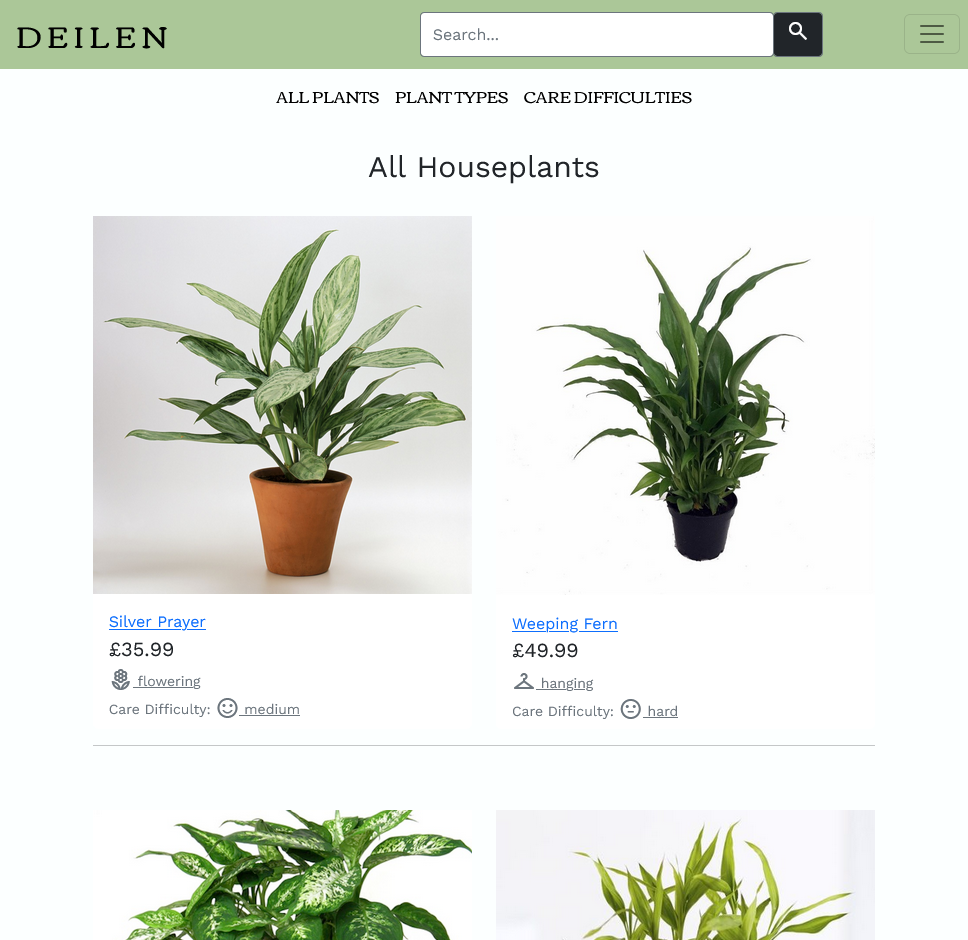 DEILEN
Search...
ALL PLANTS PLANT TYPES CARE DIFFICULTIES
All Houseplants
Silver Prayer
£35.99
flowering
Care Difficulty: medium
Weeping Fern
£49.99
hanging
Care Difficulty: hard